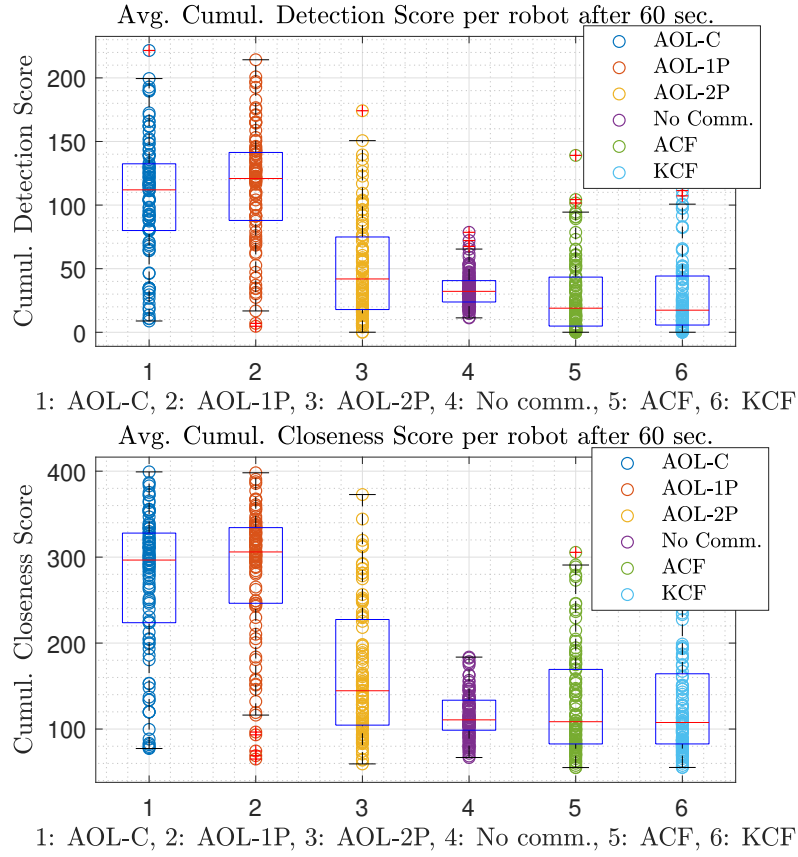 Avg. Cumul. Detection Score per robot after 60 sec.
Cumul. Detection Score
200
150
100
50
0
AOL-C
AOL-1P
AOL-2P
No Comm.
ACF
KCF
1 2 3 4 5 6
1: AOL-C, 2: AOL-1P, 3: AOL-2P, 4: No comm., 5: ACF, 6: KCF
Avg. Cumul. Closeness Score per robot after 60 sec.
Cumul. Closeness Score
400
300
200
100
AOL-C
AOL-1P
AOL-2P
No Comm.
ACF
KCF
1 2 3 4 5 6
1: AOL-C, 2: AOL-1P, 3: AOL-2P, 4: No comm., 5: ACF, 6: KCF